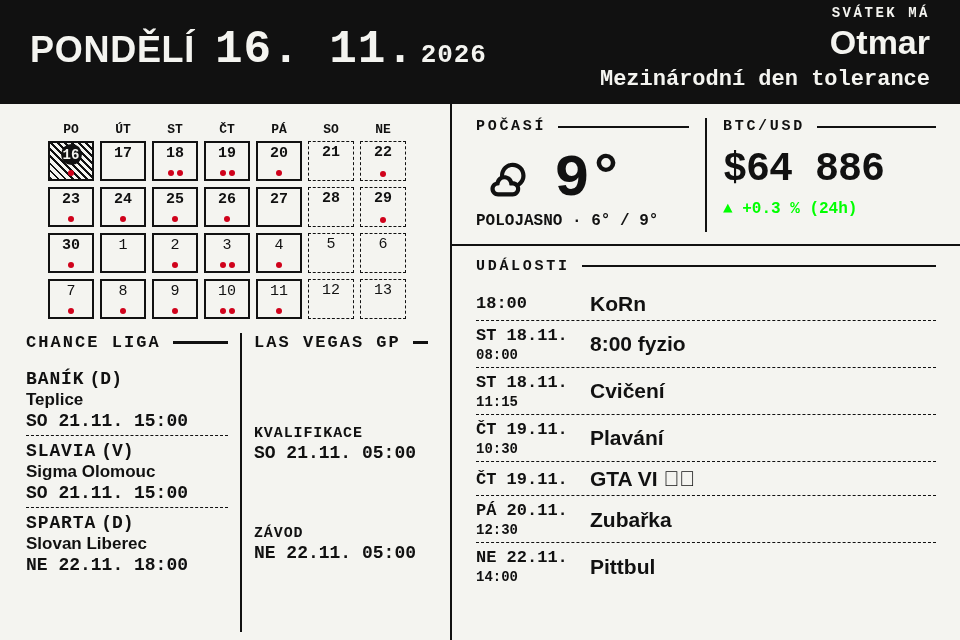 PONDĚLÍ 16. 11. 2026
SVÁTEK MÁ
Otmar
Mezinárodní den tolerance
PO ÚT ST ČT PÁ SO NE
16 17 18 19 20 21 22
23 24 25 26 27 28 29
30 1 2 3 4 5 6
7 8 9 10 11 12 13
CHANCE LIGA
BANÍK (D)
Teplice
SO 21.11. 15:00
SLAVIA (V)
Sigma Olomouc
SO 21.11. 15:00
SPARTA (D)
Slovan Liberec
NE 22.11. 18:00
LAS VEGAS GP
KVALIFIKACE
SO 21.11. 05:00
ZÁVOD
NE 22.11. 05:00
POČASÍ
9°
POLOJASNO · 6° / 9°
BTC/USD
$64 886
▲ +0.3 % (24h)
UDÁLOSTI
18:00 KoRn
ST 18.11. 08:00 8:00 fyzio
ST 18.11. 11:15 Cvičení
ČT 19.11. 10:30 Plavání
ČT 19.11. GTA VI
PÁ 20.11. 12:30 Zubařka
NE 22.11. 14:00 Pittbul